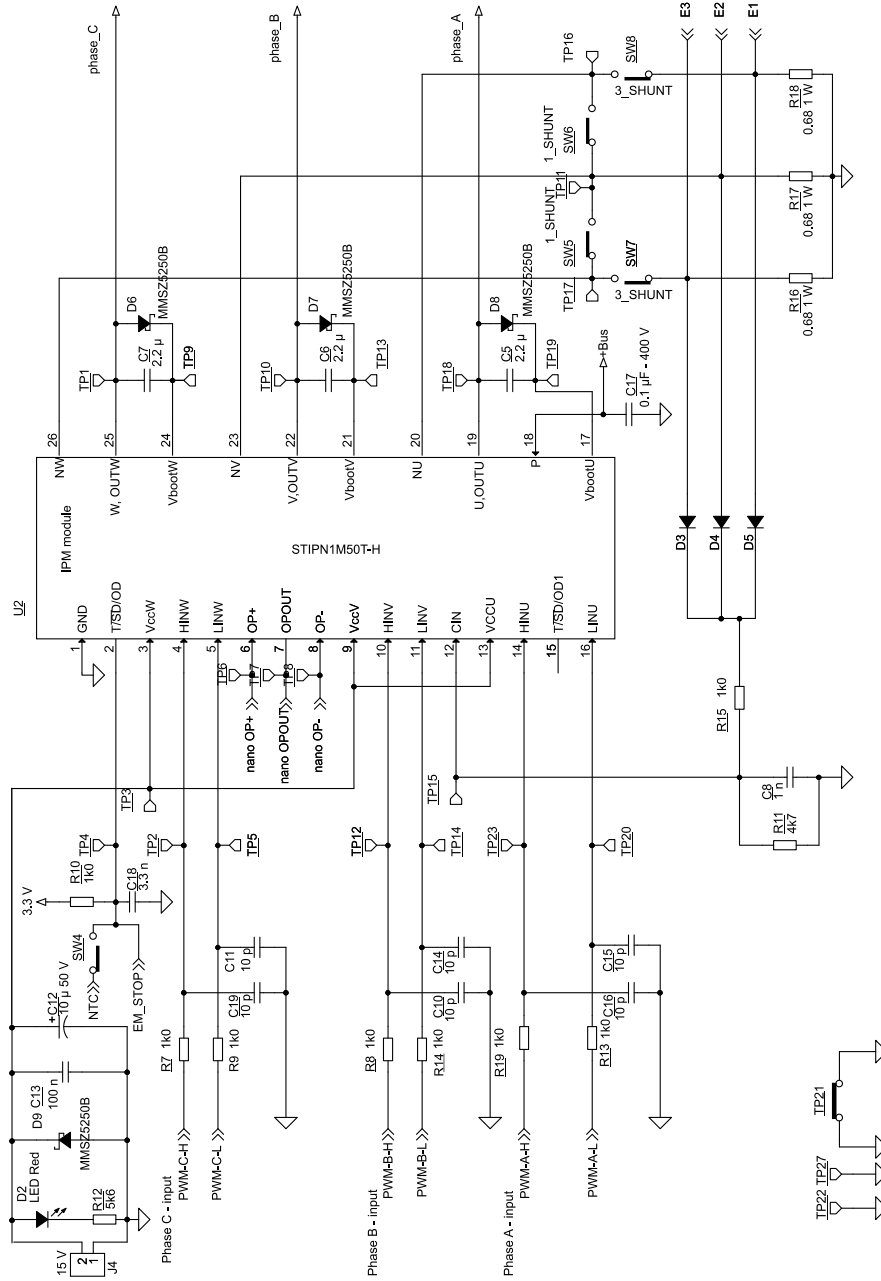 15 V
2
1
J4
D2
LED Red
R12
5k6
MMSZ5250B
D9
C13
100 n
+C12
10 µ 50 V
NTC
EM_STOP
SW4
3.3 V
R10
1k0
C18
3.3 n
TP4
TP3
Phase C - input
PWM-C-H
PWM-C-L
R7 1k0
R9 1k0
C19
10 p
C11
10 p
TP2
TP5
nano OP+
nano OPOUT
nano OP-
TP6
TP7
TP8
Phase B - input
PWM-B-H
PWM-B-L
R8 1k0
R14 1k0
C10
10 p
C14
10 p
TP12
TP14
TP15
Phase A - input
PWM-A-H
PWM-A-L
R19 1k0
R13 1k0
C16
10 p
C15
10 p
TP23
TP20
U2
IPM module
STIPN1M50T-H
1 GND
2 T/SD/OD
3 VccW
4 HINW
5 LINW
6 OP+
7 OPOUT
8 OP-
9 VccV
10 HINV
11 LINV
12 CIN
13 VCCU
14 HINU
15 T/SD/OD1
16 LINU
NW 26
W, OUTW 25
VbootW 24
NV 23
V,OUTV 22
VbootV 21
NU 20
U,OUTU 19
P 18
VbootU 17
TP1
TP9
C7
2.2 µ
D6
MMSZ5250B
phase_C
TP10
TP13
C6
2.2 µ
D7
MMSZ5250B
phase_B
TP18
TP19
C5
2.2 µ
D8
MMSZ5250B
phase_A
+Bus
C17
0.1 µF - 400 V
TP17
SW5
1_SHUNT
TP11
SW6
1_SHUNT
TP16
SW7
3_SHUNT
SW8
3_SHUNT
E3
E2
E1
R16
0.68 1 W
R17
0.68 1 W
R18
0.68 1 W
D3
D4
D5
R15 1k0
C8
1 n
R11
4k7
TP22
TP27
TP21